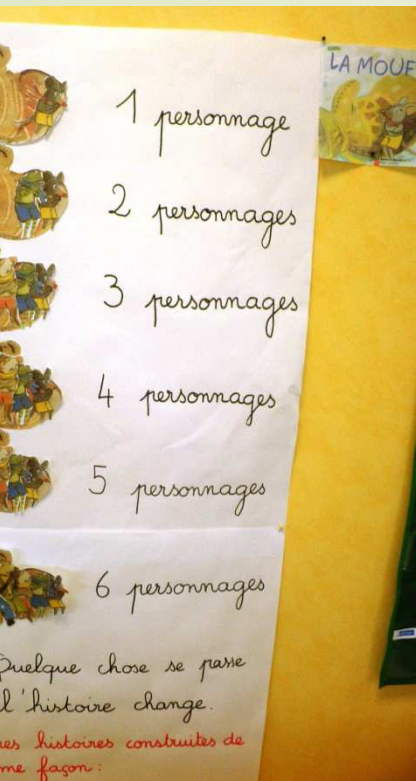 LA MOUF
1 personnage
2 personnages
3 personnages
4 personnages
5 personnages
6 personnages
Quelque chose se passe
l'histoire change.
histoires construites de
façon :